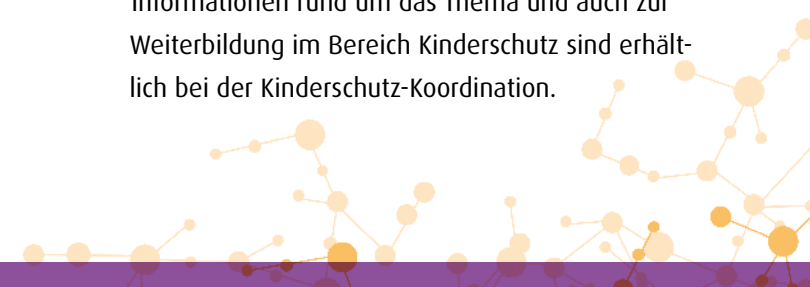 Informationen rund um das Thema und auch zur
Weiterbildung im Bereich Kinderschutz sind erhält-
lich bei der Kinderschutz-Koordination.